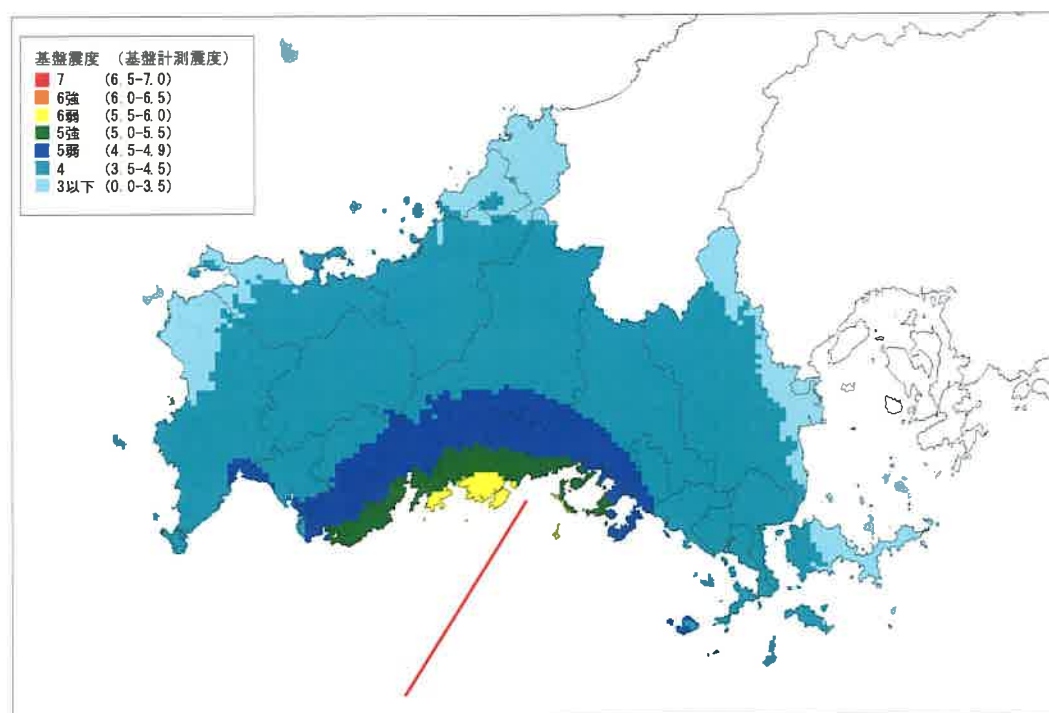 基盤震度 (基盤計測震度)
7 (6.5-7.0)
6強 (6.0-6.5)
6弱 (5.5-6.0)
5強 (5.0-5.5)
5弱 (4.5-4.9)
4 (3.5-4.5)
3以下 (0.0-3.5)